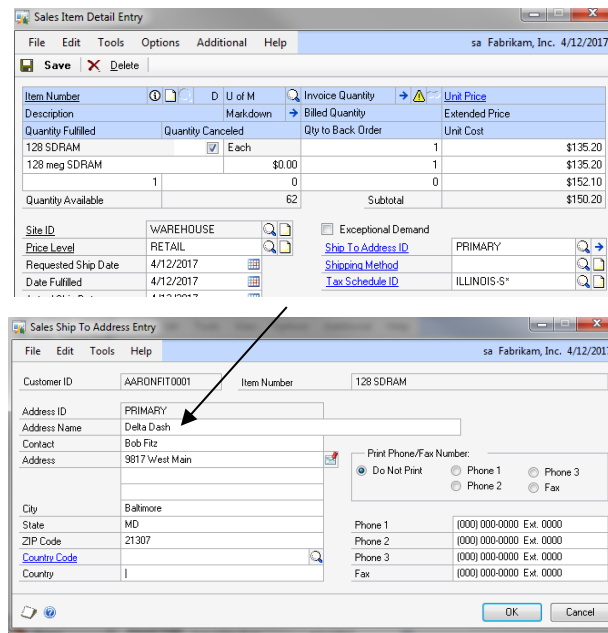 Sales Item Detail Entry
File Edit Tools Options Additional Help sa Fabrikam, Inc. 4/12/2017
Save Delete
Item Number D U of M Invoice Quantity Unit Price
Description Markdown Billed Quantity Extended Price
Quantity Fulfilled Quantity Canceled Qty to Back Order Unit Cost
128 SDRAM Each 1 $135.20
128 meg SDRAM $0.00 1 $135.20
1 0 0 $152.10
Quantity Available 62 Subtotal $150.20
Site ID WAREHOUSE Exceptional Demand
Price Level RETAIL Ship To Address ID PRIMARY
Requested Ship Date 4/12/2017 Shipping Method
Date Fulfilled 4/12/2017 Tax Schedule ID ILLINOIS-S*
Sales Ship To Address Entry
File Edit Tools Help sa Fabrikam, Inc. 4/12/201
Customer ID AARONFIT0001 Item Number 128 SDRAM
Address ID PRIMARY
Address Name Delta Dash
Contact Bob Fitz
Address 9817 West Main
Print Phone/Fax Number:
Do Not Print Phone 1 Phone 3
Phone 2 Fax
City Baltimore
State MD Phone 1 (000) 000-0000 Ext. 0000
ZIP Code 21307 Phone 2 (000) 000-0000 Ext. 0000
Country Code Phone 3 (000) 000-0000 Ext. 0000
Country Fax (000) 000-0000 Ext. 0000
OK Cancel